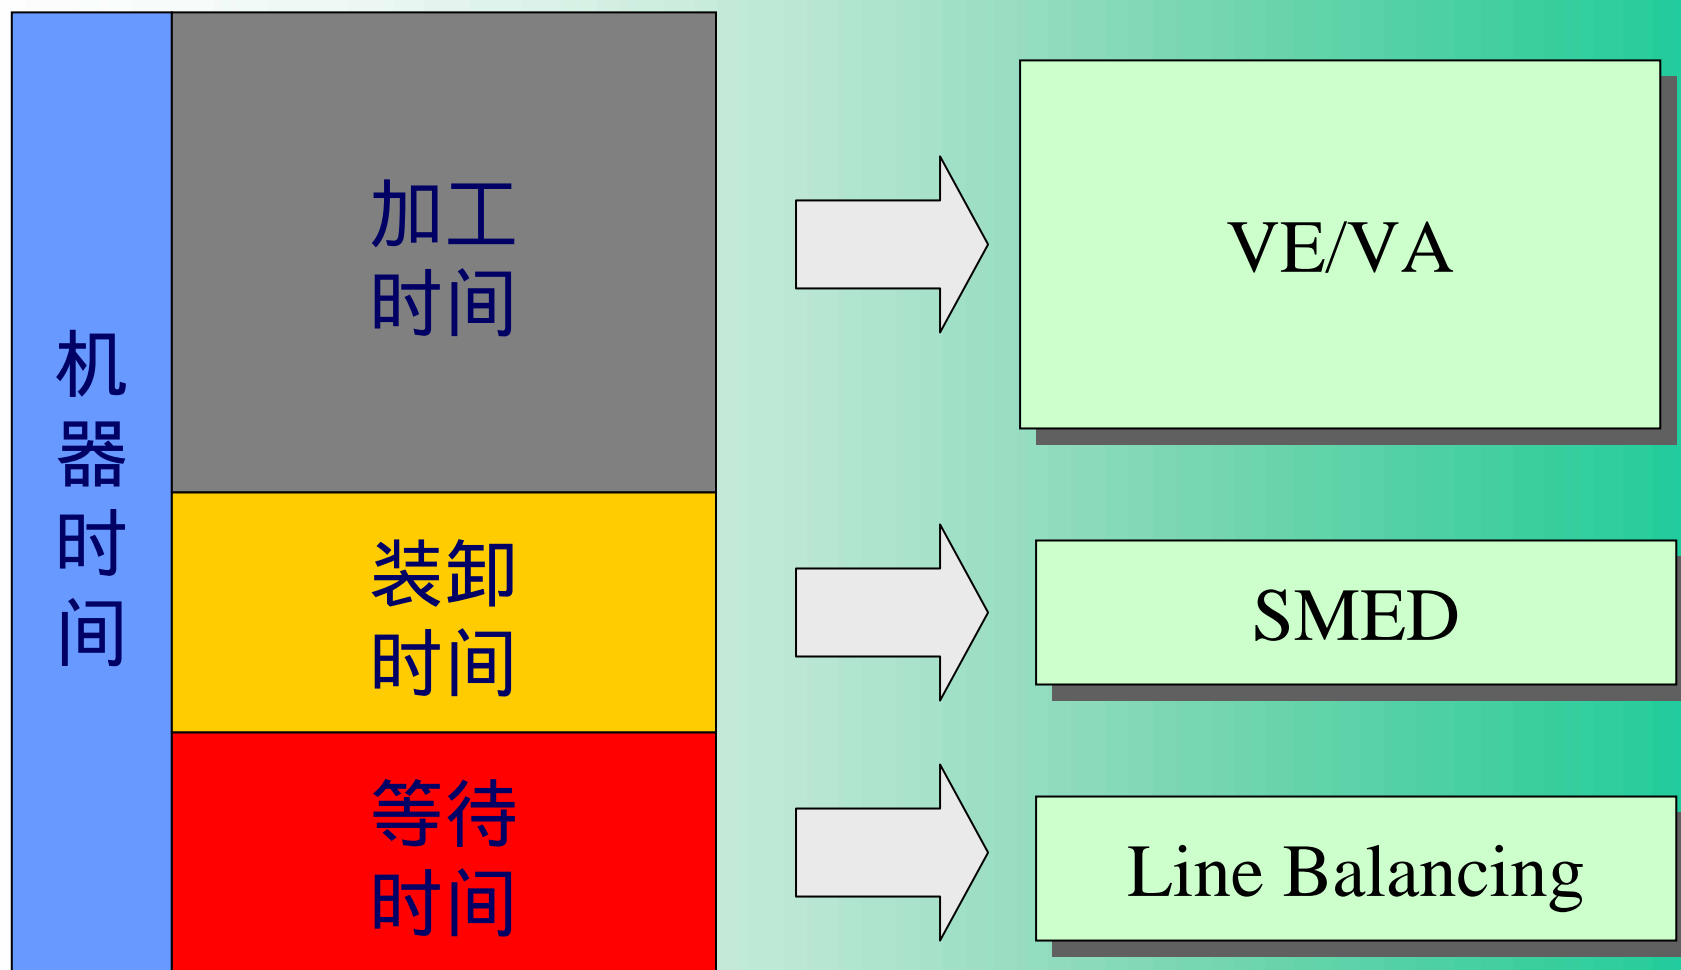 机
器
时
间
加工
时间
VE/VA
装卸
时间
SMED
等待
时间
Line Balancing